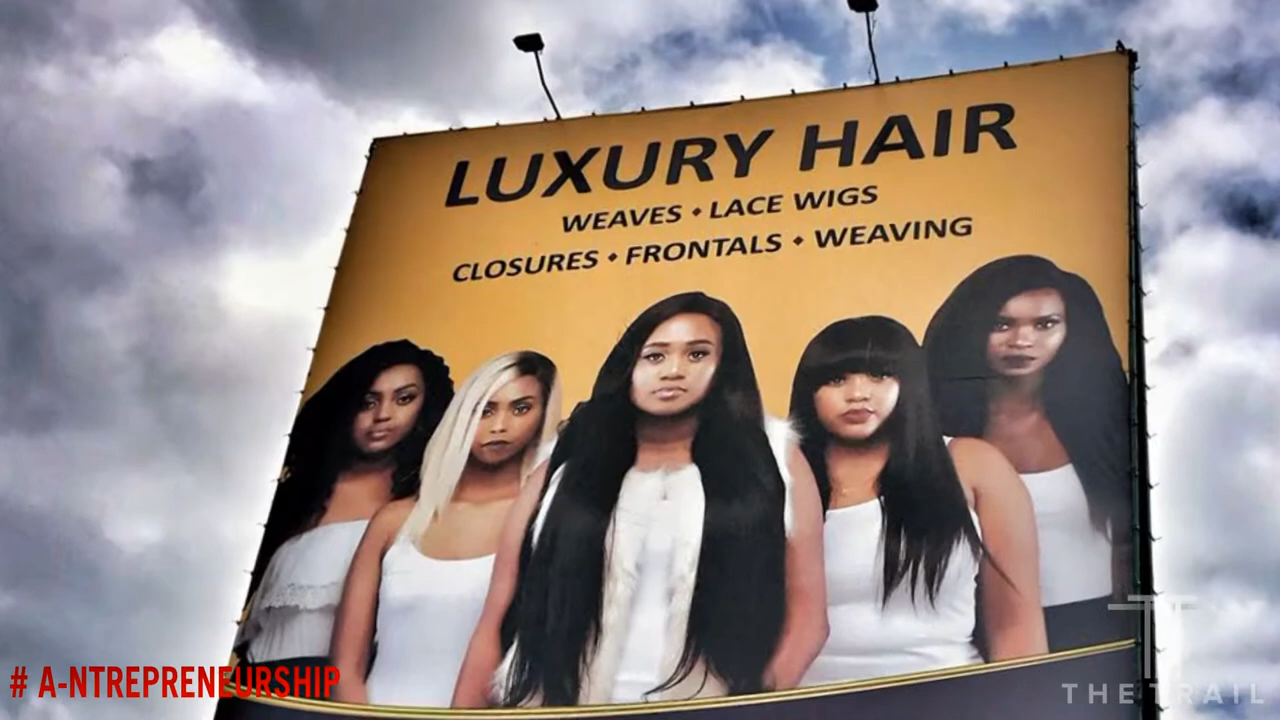 LUXURY HAIR
WEAVES • LACE WIGS
CLOSURES • FRONTALS • WEAVING
# A-NTREPRENEURSHIP
THE TRAIL